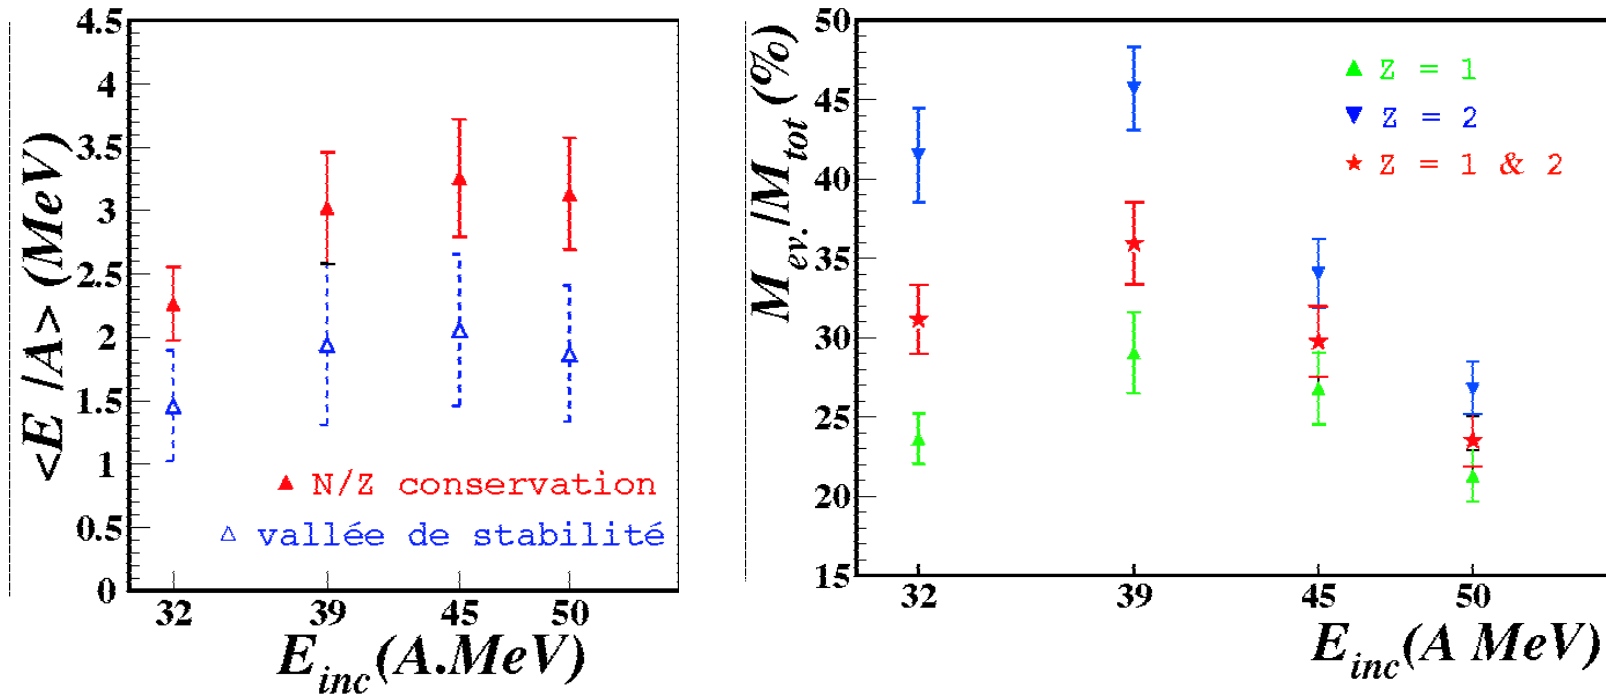 4.5
4
3.5
3
2.5
2
1.5
1
0.5
0
<E /A> (MeV)
N/Z conservation
vallée de stabilité
32 39 45 50
E_inc(A.MeV)
50
45
40
35
30
25
20
15
M_ev./M_tot (%)
Z = 1
Z = 2
Z = 1 & 2
32 39 45 50
E_inc(A MeV)